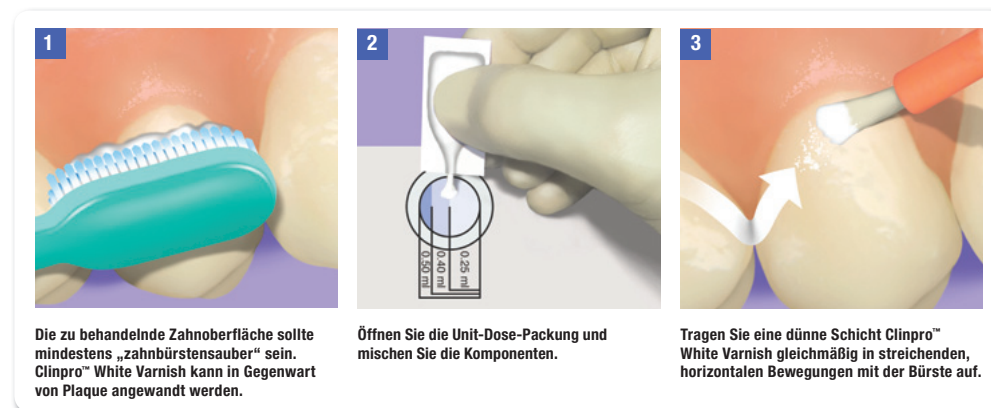 1
Die zu behandelnde Zahnoberfläche sollte
mindestens „zahnbürstensauber“ sein.
Clinpro™ White Varnish kann in Gegenwart
von Plaque angewandt werden.
2
0.50 ml
0.40 ml
0.25 ml
Öffnen Sie die Unit-Dose-Packung und
mischen Sie die Komponenten.
3
Tragen Sie eine dünne Schicht Clinpro™
White Varnish gleichmäßig in streichenden,
horizontalen Bewegungen mit der Bürste auf.